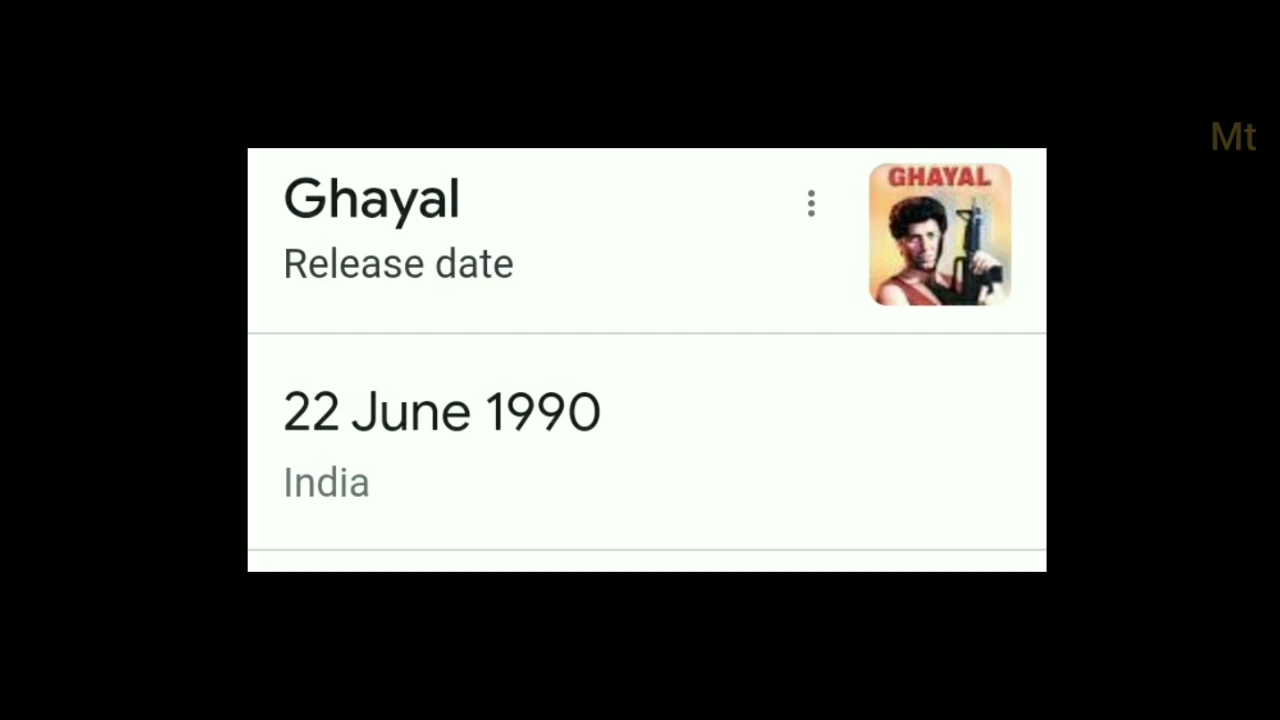 Mt
Ghayal
Release date
GHAYAL
22 June 1990
India